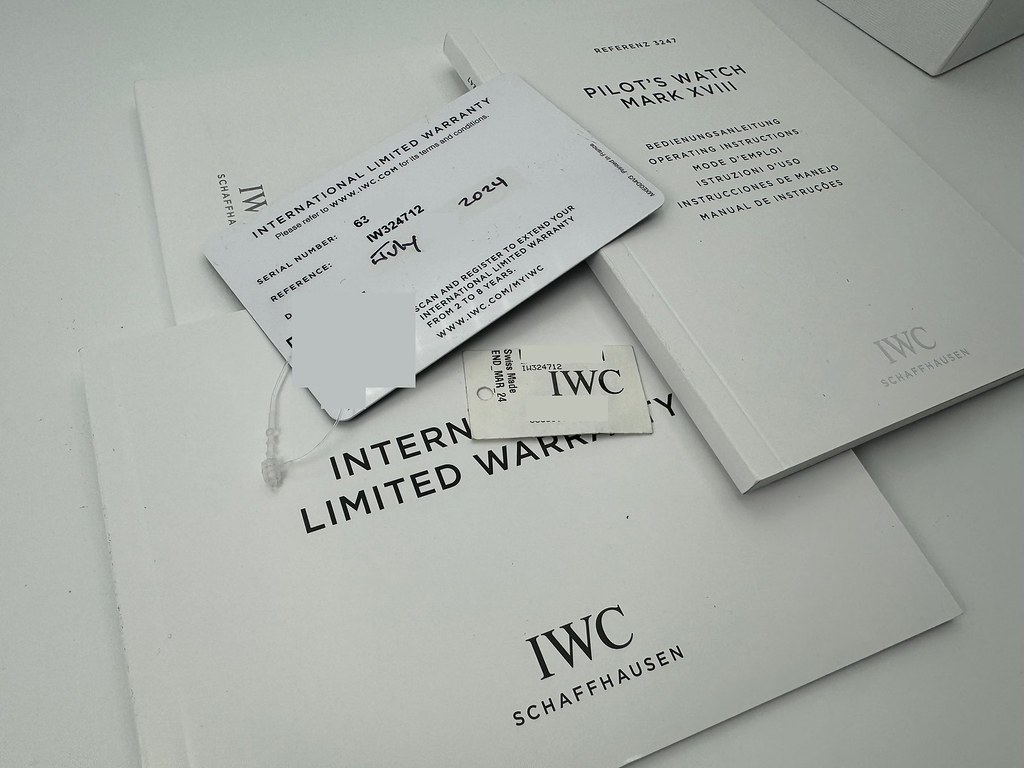 REFERENZ 3247
PILOT'S WATCH
MARK XVIII
BEDIENUNGSANLEITUNG
OPERATING INSTRUCTIONS
MODE D'EMPLOI
ISTRUZIONI D'USO
INSTRUCCIONES DE MANEJO
MANUAL DE INSTRUÇÕES
IWC
SCHAFFHAUSEN
IW
SCHAFFHA
INTERNATIONAL LIMITED WARRANTY
Please refer to www.IWC.COM for its terms and conditions.
SERIAL NUMBER: 63
REFERENCE: IW324712
July 2024
SCAN AND REGISTER TO EXTEND YOUR
INTERNATIONAL LIMITED WARRANTY
FROM 2 TO 8 YEARS.
WWW.IWC.COM/MYIWC
Printed in France
Swiss Made
END_MAR_24
IW324712
IWC
INTERN
LIMITED WARRANTY
IWC
SCHAFFHAUSEN